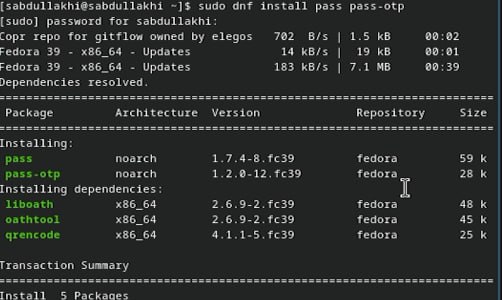 [sabdullakhi@sabdullakhi ~]$ sudo dnf install pass pass-otp
[sudo] password for sabdullakhi:
Copr repo for gitflow owned by elegos   702  B/s | 1.5 kB     00:02
Fedora 39 - x86_64 - Updates             14 kB/s |  19 kB     00:01
Fedora 39 - x86_64 - Updates            183 kB/s | 7.1 MB     00:39
Dependencies resolved.
================================================================
Package          Architecture   Version              Repository      Size
================================================================
Installing:
pass             noarch         1.7.4-8.fc39         fedora          59 k
pass-otp         noarch         1.2.0-12.fc39        fedora          28 k
Installing dependencies:
liboath          x86_64         2.6.9-2.fc39         fedora          48 k
oathtool         x86_64         2.6.9-2.fc39         fedora          45 k
qrencode         x86_64         4.1.1-5.fc39         fedora          25 k
Transaction Summary
================================================================
Install  5 Packages